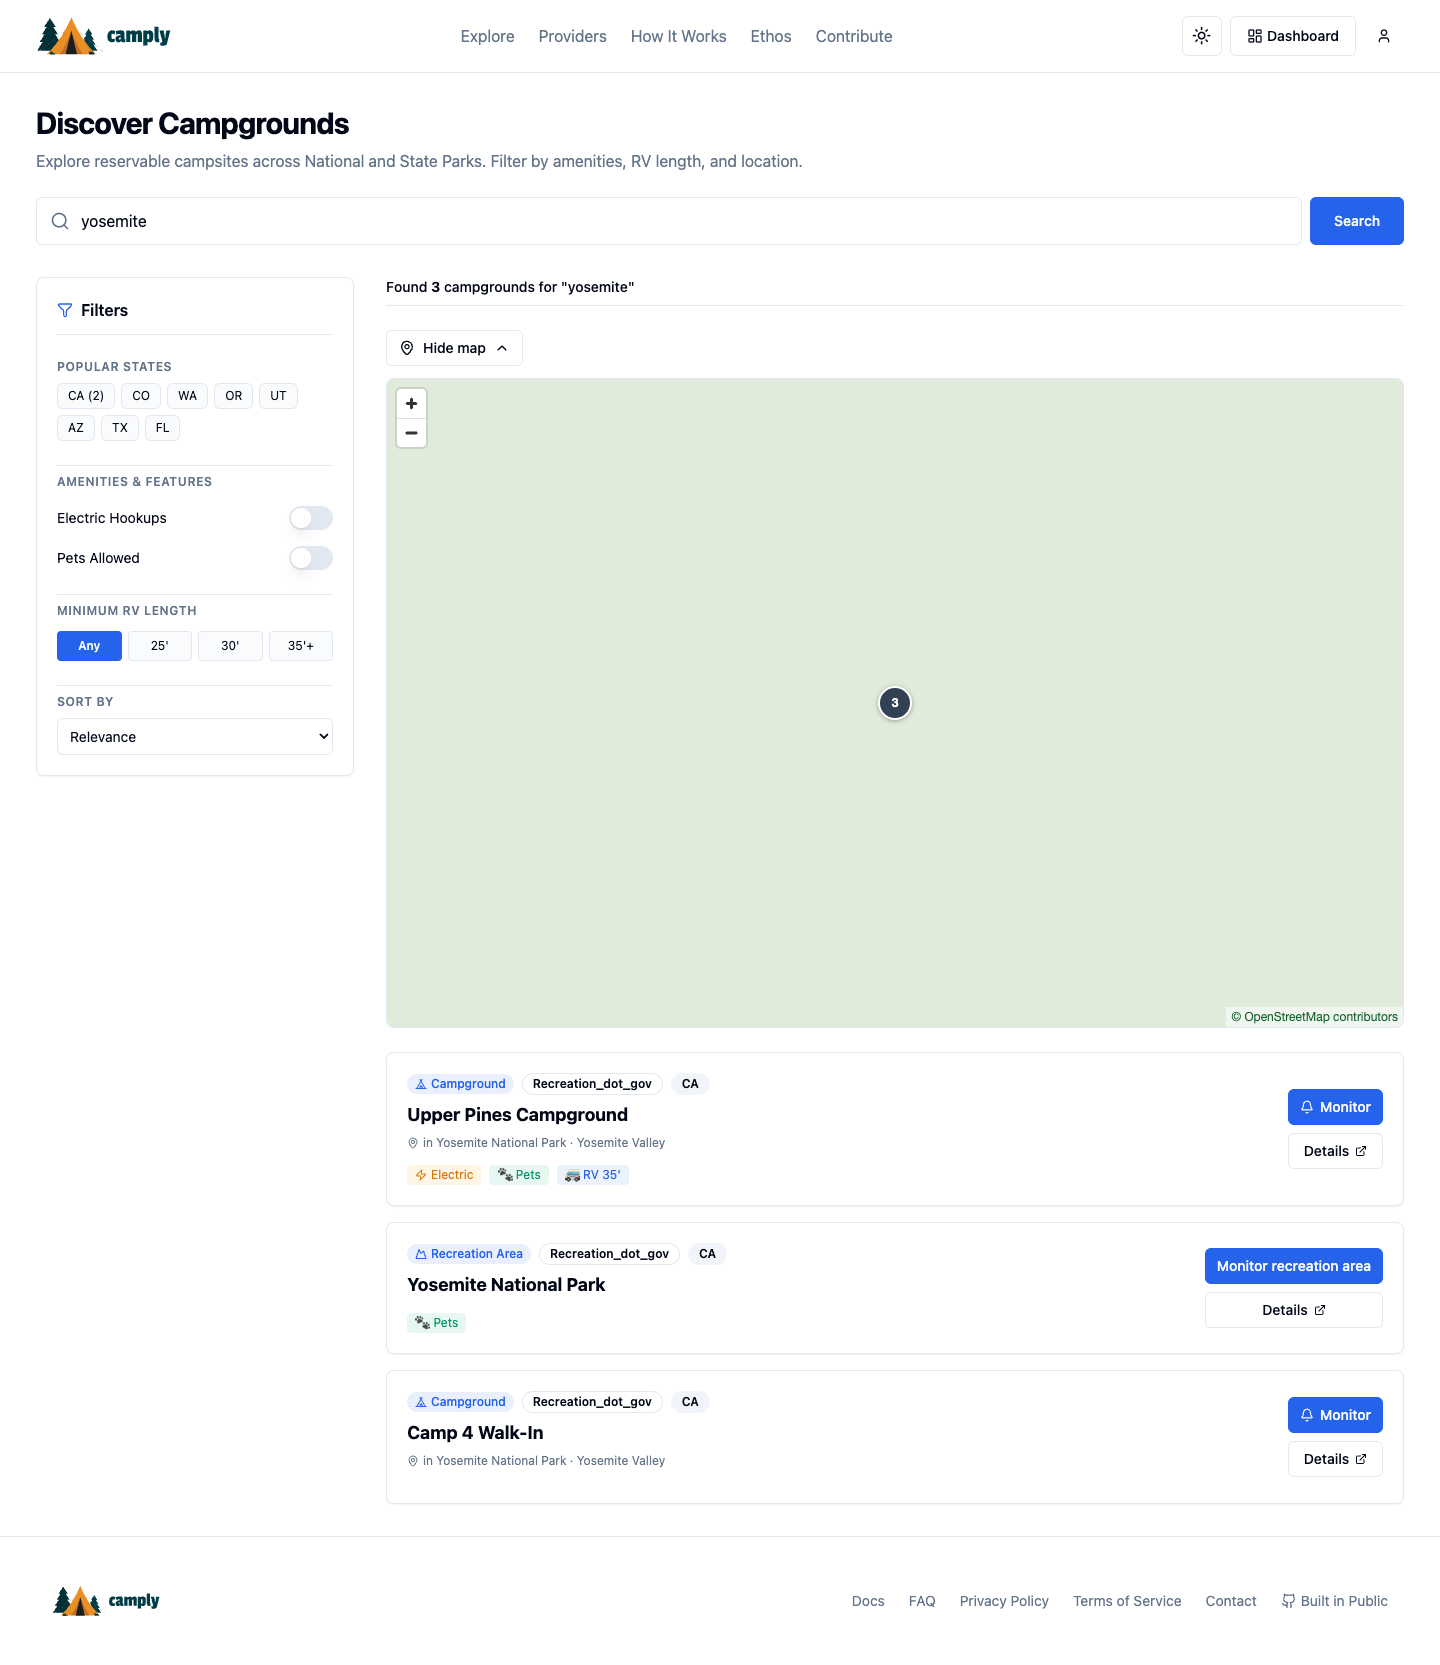 camply
Explore
Providers
How It Works
Ethos
Contribute
Dashboard
Discover Campgrounds
Explore reservable campsites across National and State Parks. Filter by amenities, RV length, and location.
yosemite
Search
Filters
POPULAR STATES
CA (2)
CO
WA
OR
UT
AZ
TX
FL
AMENITIES & FEATURES
Electric Hookups
Pets Allowed
MINIMUM RV LENGTH
Any
25'
30'
35'+
SORT BY
Relevance
Found 3 campgrounds for "yosemite"
Hide map
+
−
3
© OpenStreetMap contributors
Campground
Recreation_dot_gov
CA
Upper Pines Campground
in Yosemite National Park · Yosemite Valley
Electric
Pets
RV 35'
Monitor
Details
Recreation Area
Recreation_dot_gov
CA
Yosemite National Park
Pets
Monitor recreation area
Details
Campground
Recreation_dot_gov
CA
Camp 4 Walk-In
in Yosemite National Park · Yosemite Valley
Monitor
Details
camply
Docs
FAQ
Privacy Policy
Terms of Service
Contact
Built in Public